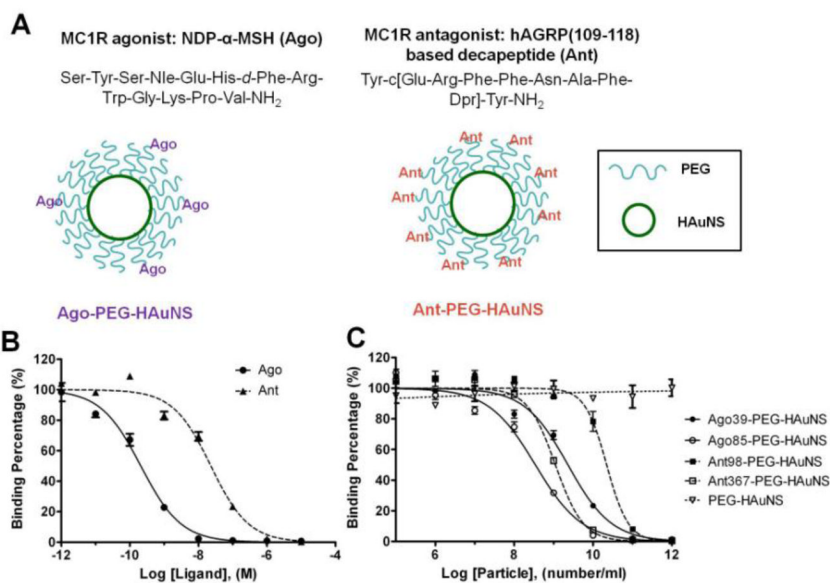 A
MC1R agonist: NDP-α-MSH (Ago)
Ser-Tyr-Ser-Nle-Glu-His-d-Phe-Arg-
Trp-Gly-Lys-Pro-Val-NH2
MC1R antagonist: hAGRP(109-118)
based decapeptide (Ant)
Tyr-c[Glu-Arg-Phe-Phe-Asn-Ala-Phe-
Dpr]-Tyr-NH2
Ago
Ago
Ago
Ago
Ago-PEG-HAuNS
Ant
Ant
Ant
Ant
Ant
Ant
Ant
Ant
Ant
Ant
Ant-PEG-HAuNS
PEG
HAuNS
B
120
100
80
60
40
20
0
-12
-10
-8
-6
-4
Binding Percentage (%)
Log [Ligand], (M)
Ago
Ant
C
120
100
80
60
40
20
0
6
8
10
12
Binding Percentage (%)
Log [Particle], (number/ml)
Ago39-PEG-HAuNS
Ago85-PEG-HAuNS
Ant98-PEG-HAuNS
Ant367-PEG-HAuNS
PEG-HAuNS